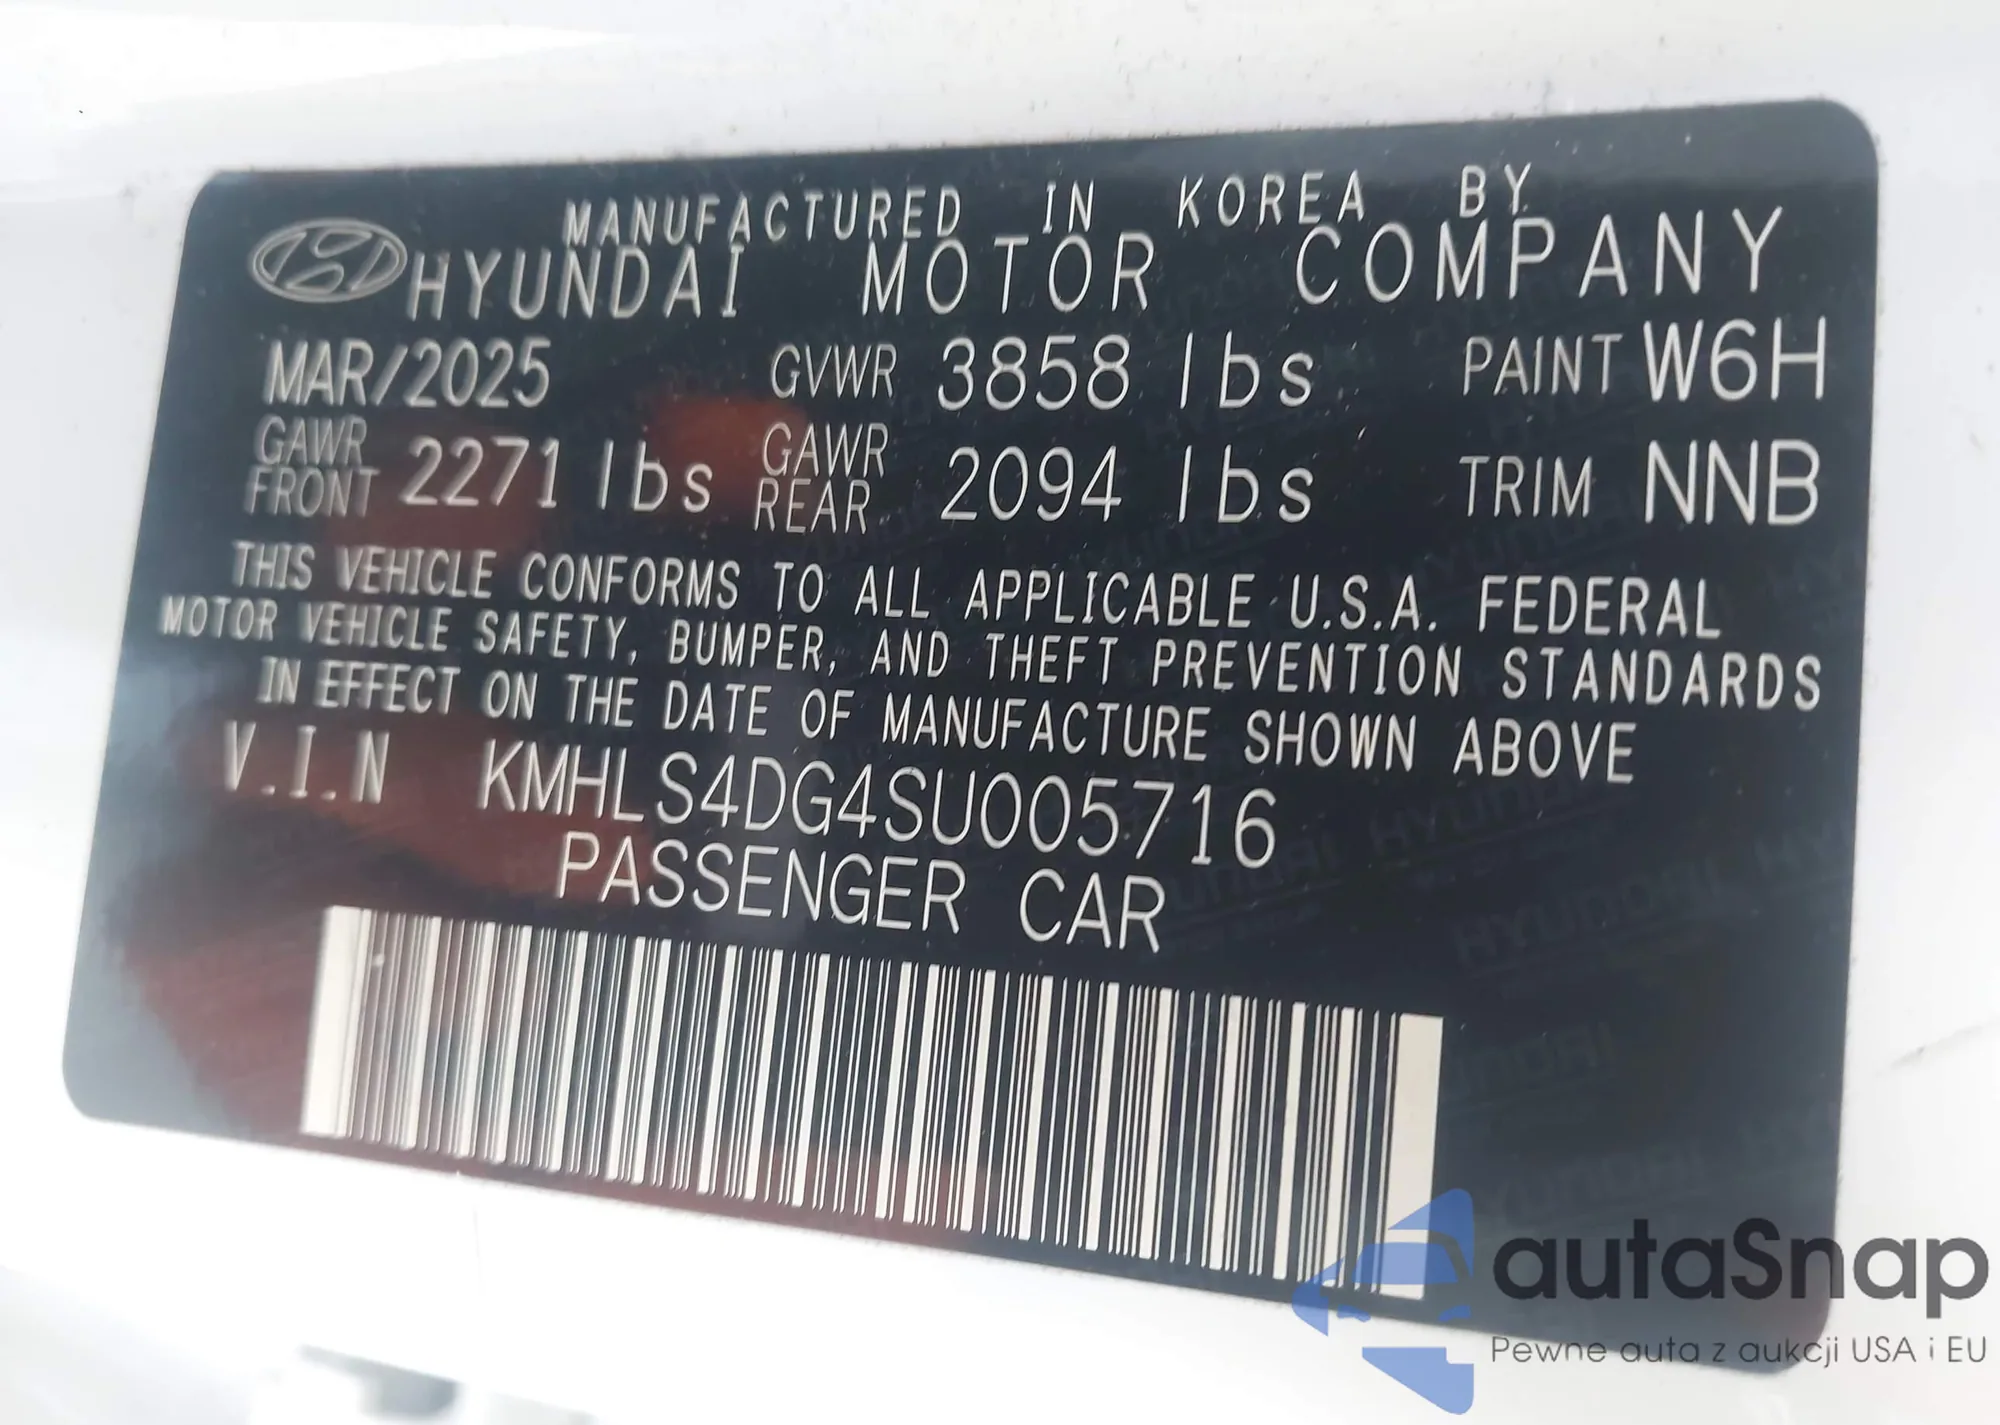 MANUFACTURED IN KOREA BY
HYUNDAI MOTOR COMPANY
MAR/2025 GVWR 3858 lbs PAINT W6H
GAWR FRONT 2271 lbs GAWR REAR 2094 lbs TRIM NNB
THIS VEHICLE CONFORMS TO ALL APPLICABLE U.S.A. FEDERAL
MOTOR VEHICLE SAFETY, BUMPER, AND THEFT PREVENTION STANDARDS
IN EFFECT ON THE DATE OF MANUFACTURE SHOWN ABOVE
V.I.N KMHLS4DG4SU005716
PASSENGER CAR
autaSnap
Pewne auta z aukcji USA i EU